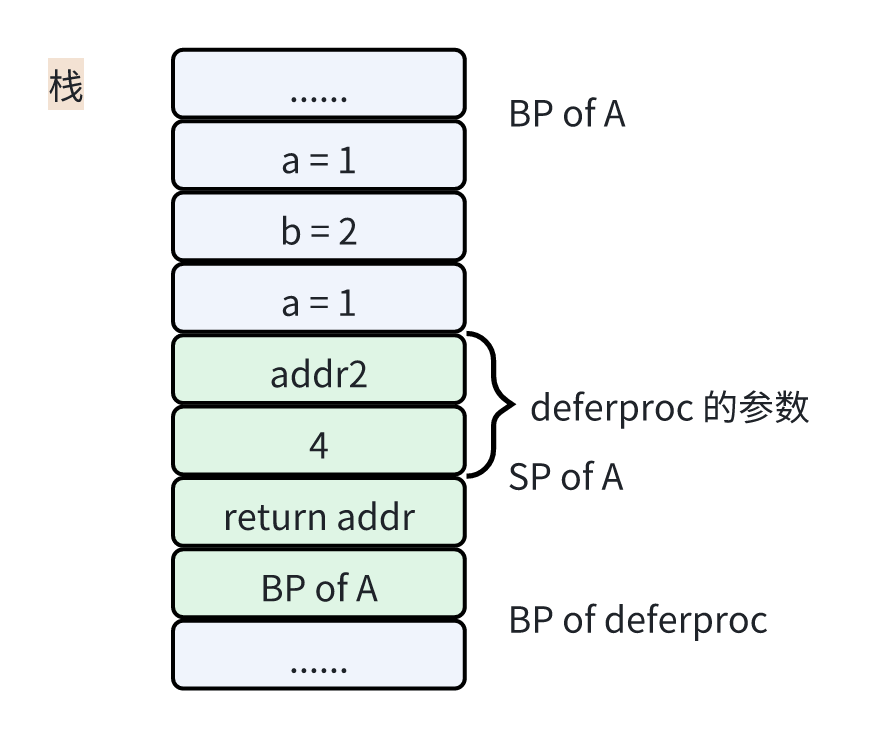 栈
......
BP of A
a = 1
b = 2
a = 1
addr2
deferproc 的参数
4
SP of A
return addr
BP of A
BP of deferproc
......